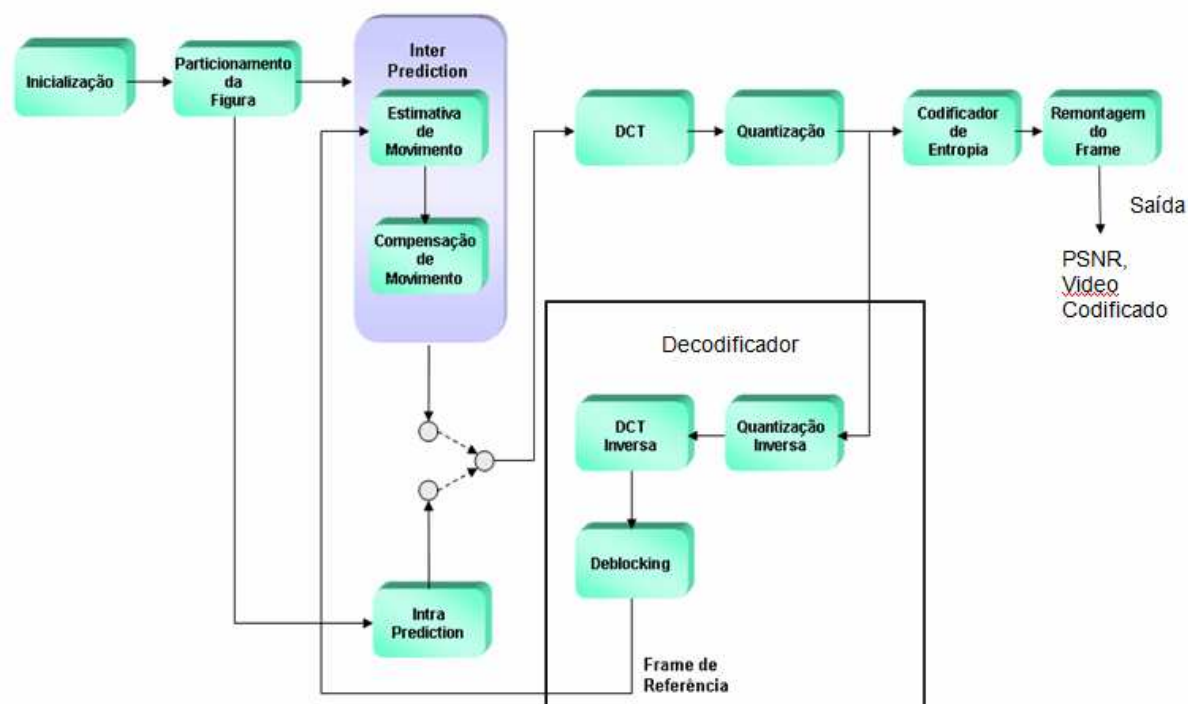 Inicialização
Particionamento
da
Figura
Inter
Prediction
Estimativa
de
Movimento
Compensação
de
Movimento
DCT
Quantização
Codificador
de
Entropia
Remontagem
do
Frame
Saída
PSNR,
Video
Codificado
Decodificador
DCT
Inversa
Quantização
Inversa
Deblocking
Intra
Prediction
Frame de
Referência